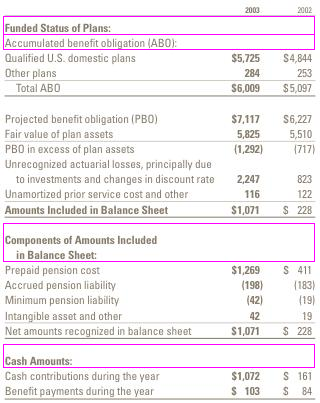 2003 2002
Funded Status of Plans:
Accumulated benefit obligation (ABO):
Qualified U.S. domestic plans $5,725 $4,844
Other plans 284 253
Total ABO $6,009 $5,097
Projected benefit obligation (PBO) $7,117 $6,227
Fair value of plan assets 5,825 5,510
PBO in excess of plan assets (1,292) (717)
Unrecognized actuarial losses, principally due
to investments and changes in discount rate 2,247 823
Unamortized prior service cost and other 116 122
Amounts Included in Balance Sheet $1,071 $ 228
Components of Amounts Included
in Balance Sheet:
Prepaid pension cost $1,269 $ 411
Accrued pension liability (198) (183)
Minimum pension liability (42) (19)
Intangible asset and other 42 19
Net amounts recognized in balance sheet $1,071 $ 228
Cash Amounts:
Cash contributions during the year $1,072 $ 161
Benefit payments during the year $ 103 $ 84